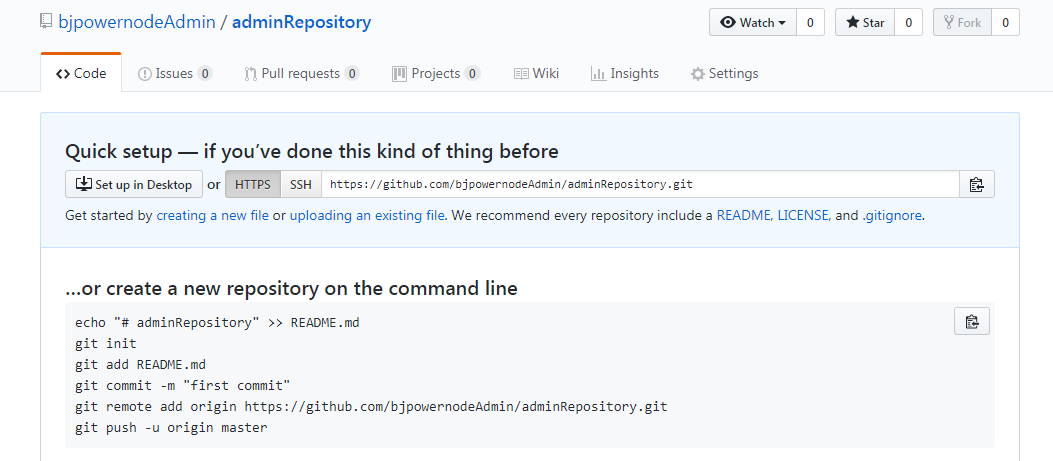 bjpowernodeAdmin / adminRepository
Watch 0 Star 0 Fork 0
Code Issues 0 Pull requests 0 Projects 0 Wiki Insights Settings
Quick setup — if you’ve done this kind of thing before
Set up in Desktop or HTTPS SSH https://github.com/bjpowernodeAdmin/adminRepository.git
Get started by creating a new file or uploading an existing file. We recommend every repository include a README, LICENSE, and .gitignore.
…or create a new repository on the command line
echo "# adminRepository" >> README.md
git init
git add README.md
git commit -m "first commit"
git remote add origin https://github.com/bjpowernodeAdmin/adminRepository.git
git push -u origin master